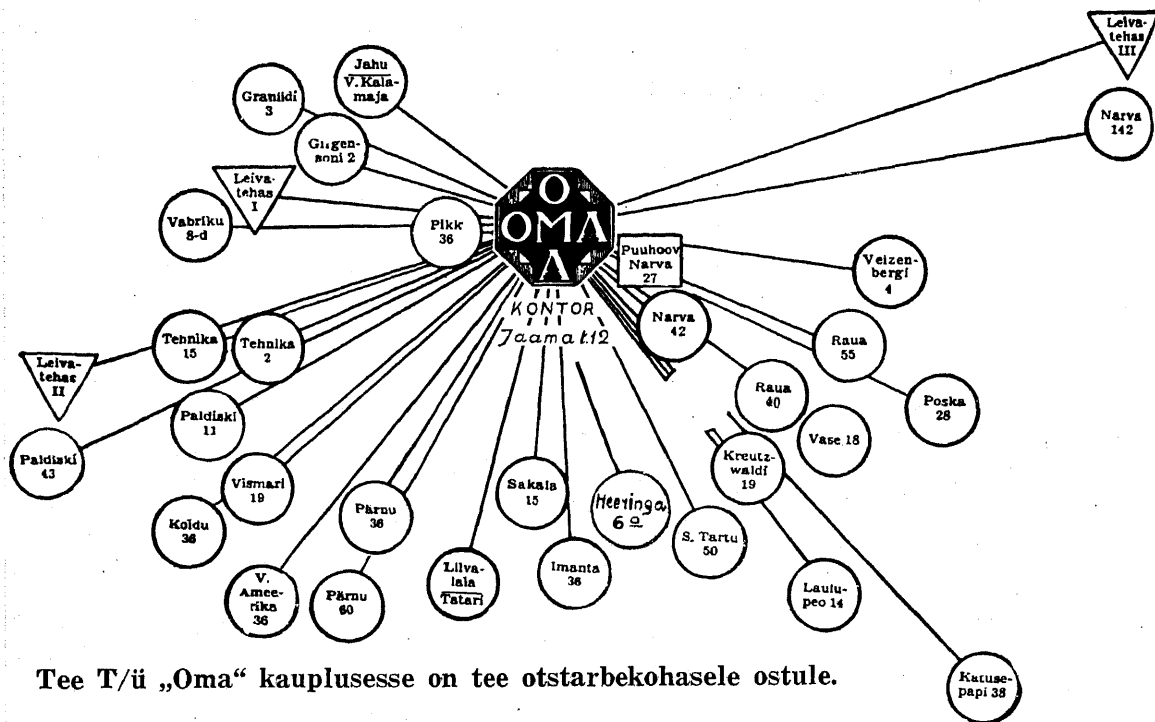 Leiva-
tehas
III
Jahu
V. Kala-
maja
Graniidi
3
Narva
142
Girgen-
soni 2
Leiva-
tehas
I
O
OMA
A
Vabriku
8-d
Pikk
36
Puuhoov
Narva
27
Veizen-
bergi
4
KONTOR
Jaama t.12
Narva
42
Tehnika
15
Tehnika
2
Raua
55
Leiva-
tehas
II
Raua
40
Poska
28
Paldiski
11
Vase 18
Paldiski
43
Kreutz-
waldi
19
Vismari
19
Sakala
15
Heeringa
6 a
Pärnu
36
Koldu
36
S. Tartu
50
Liiva-
laia
Tatari
Imanta
36
V.
Amee-
rika
36
Pärnu
60
Laulu-
peo 14
Katuse-
papi 38
Tee T/ü „Oma“ kauplusesse on tee otstarbekohasele ostule.